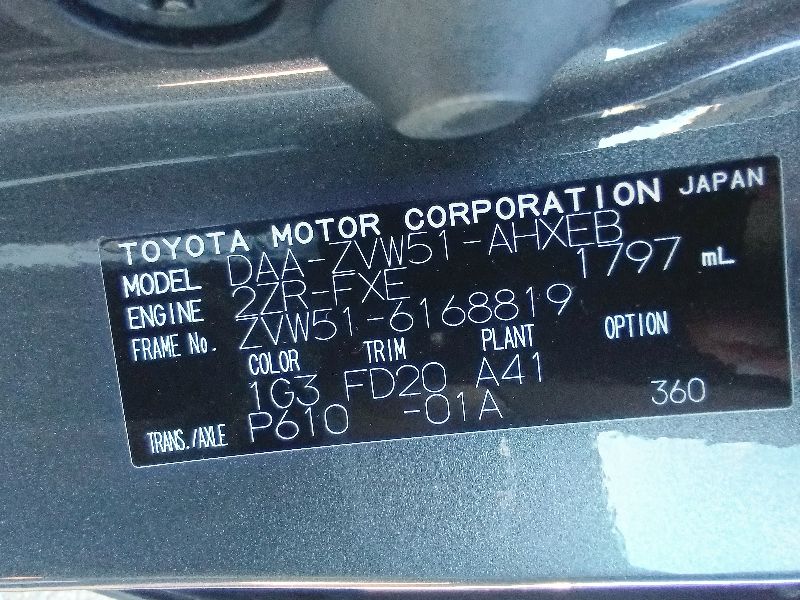 TOYOTA MOTOR CORPORATION JAPAN
MODEL DAA-ZVW51-AHXEB
ENGINE 2ZR-FXE 1797 mL
FRAME No. ZVW51-6168819
COLOR TRIM PLANT OPTION
1G3 FD20 A41
TRANS./AXLE P610 -01A 360